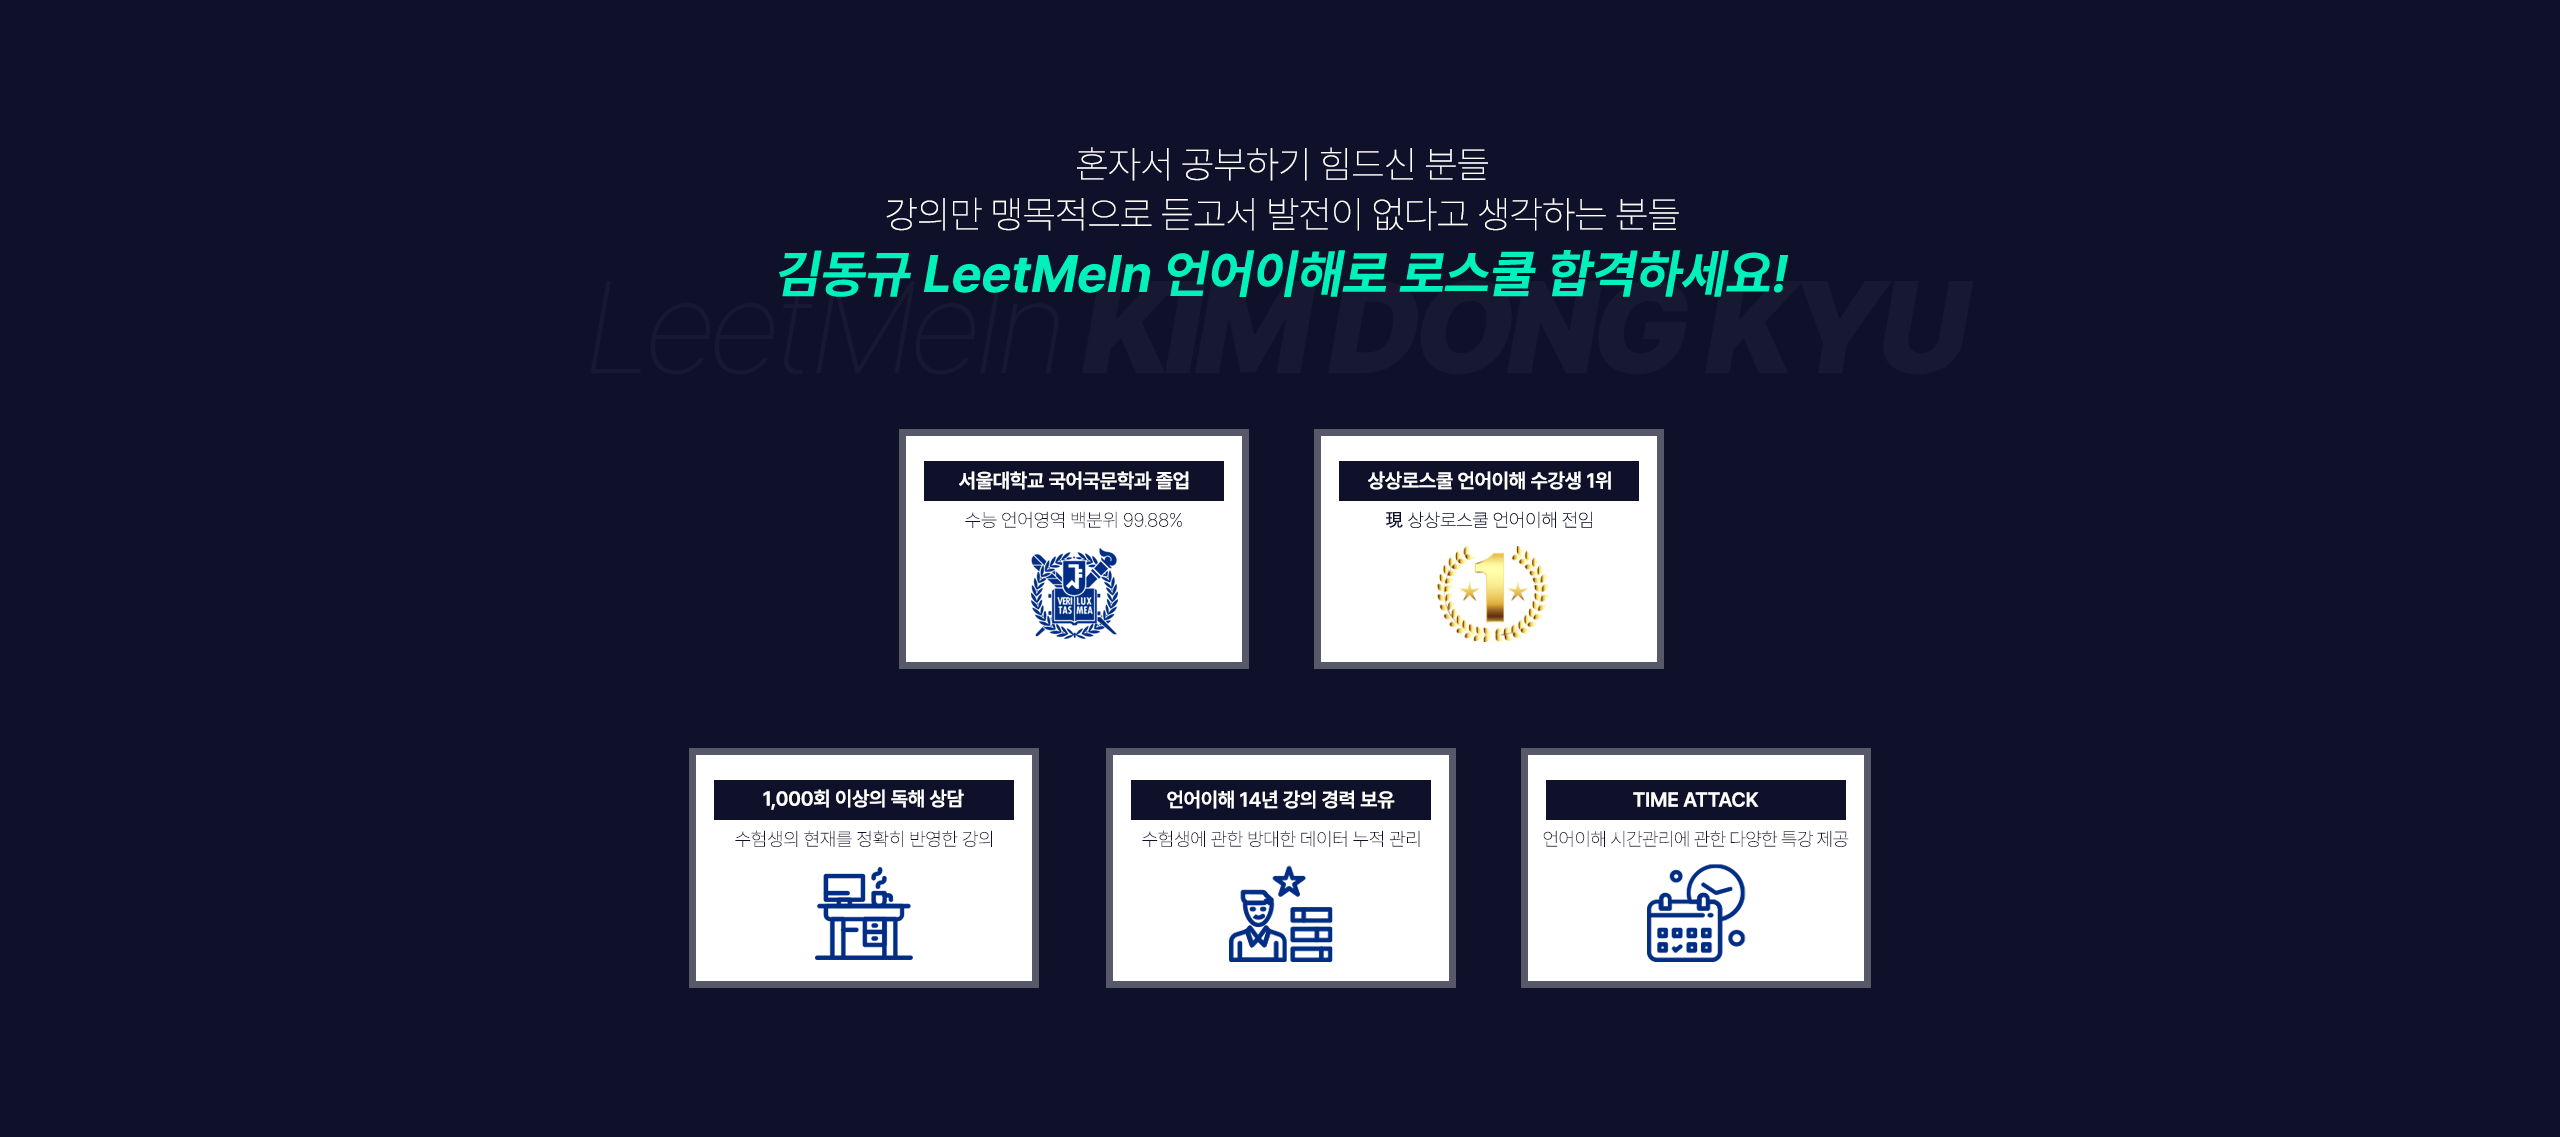 혼자서 공부하기 힘드신 분들
강의만 맹목적으로 듣고서 발전이 없다고 생각하는 분들
김동규 LeetMeIn 언어이해로 로스쿨 합격하세요!
LeetMeIn KIM DONG KYU
서울대학교 국어국문학과 졸업
수능 언어영역 백분위 99.88%
VERI LUX
TAS MEA
상상로스쿨 언어이해 수강생 1위
現 상상로스쿨 언어이해 전임
1
1,000회 이상의 독해 상담
수험생의 현재를 정확히 반영한 강의
언어이해 14년 강의 경력 보유
수험생에 관한 방대한 데이터 누적 관리
TIME ATTACK
언어이해 시간관리에 관한 다양한 특강 제공